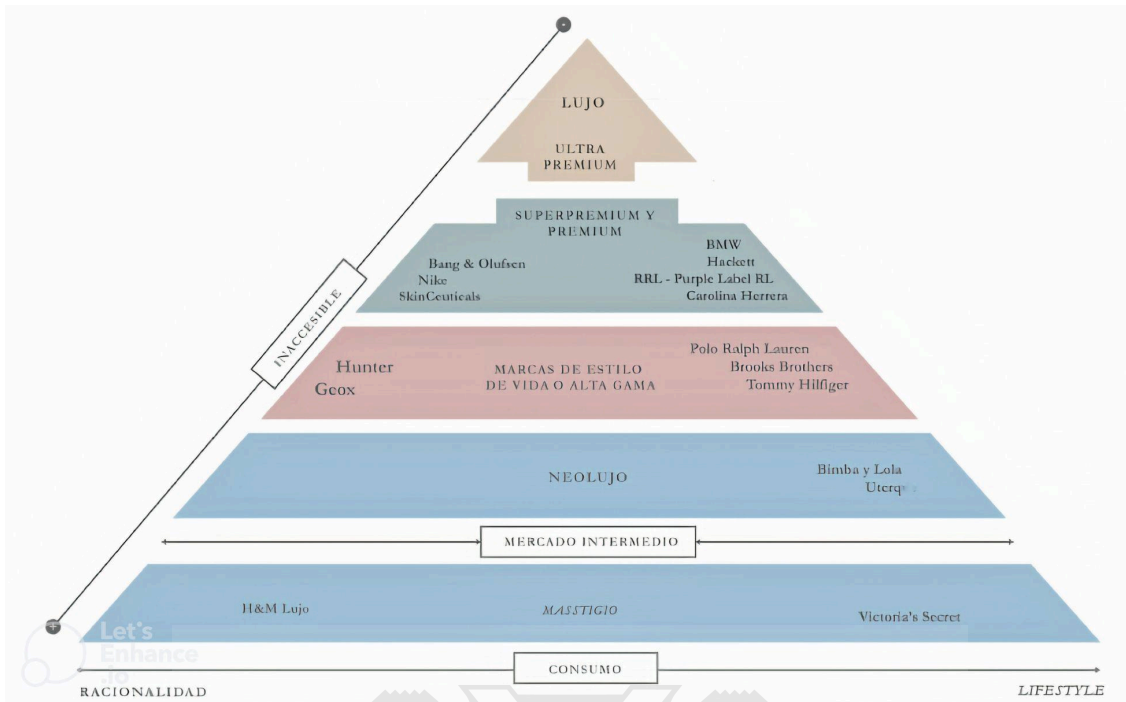 LUJO
ULTRA
PREMIUM
SUPERPREMIUM Y
PREMIUM
Bang & Olufsen
Nike
SkinCeuticals
BMW
Hackett
RRL - Purple Label RL
Carolina Herrera
INACCESIBLE
Hunter
Geox
MARCAS DE ESTILO
DE VIDA O ALTA GAMA
Polo Ralph Lauren
Brooks Brothers
Tommy Hilfiger
NEOLUJO
Bimba y Lola
MERCADO INTERMEDIO
H&M Lujo
MASSTIGIO
Victoria's Secret
Let's
Enhance
.io
CONSUMO
RACIONALIDAD
LIFESTYLE